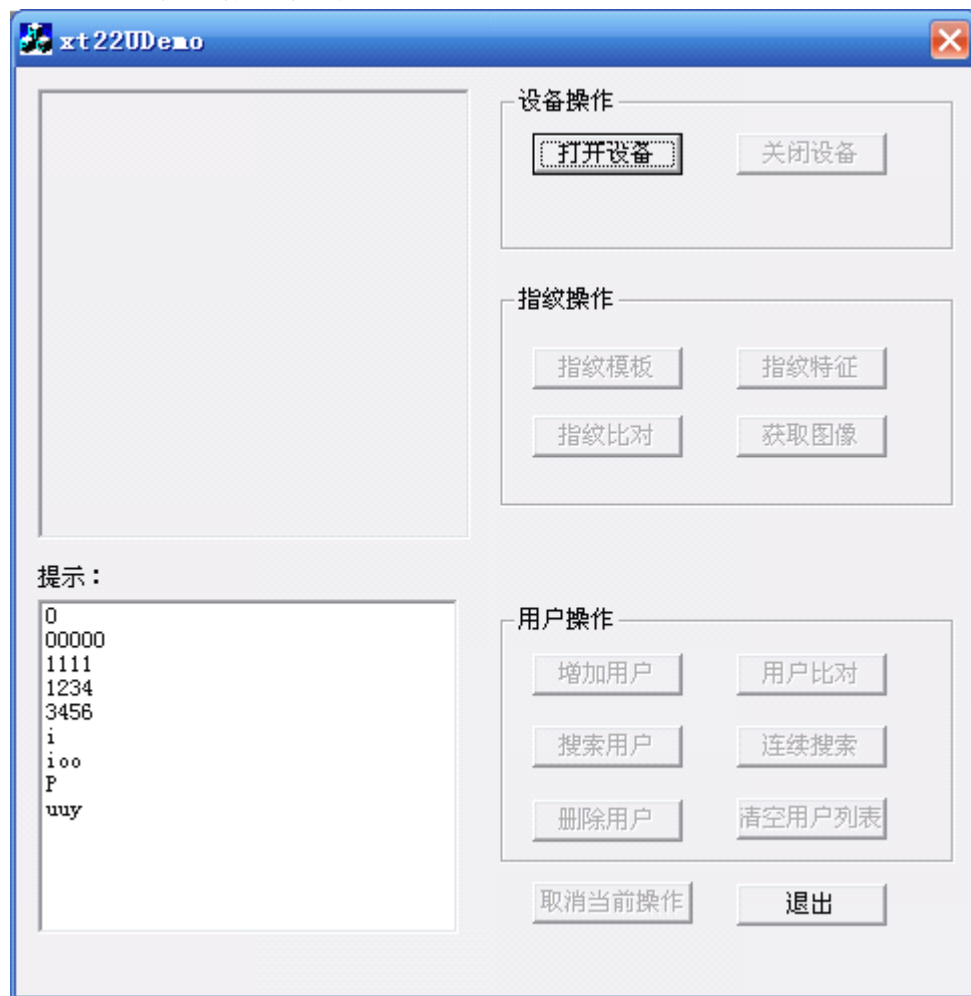 xt22UDemo
设备操作
打开设备 关闭设备
指纹操作
指纹模板 指纹特征
指纹比对 获取图像
提示：
0
00000
1111
1234
3456
i
ioo
P
uuy
用户操作
增加用户 用户比对
搜索用户 连续搜索
删除用户 清空用户列表
取消当前操作 退出